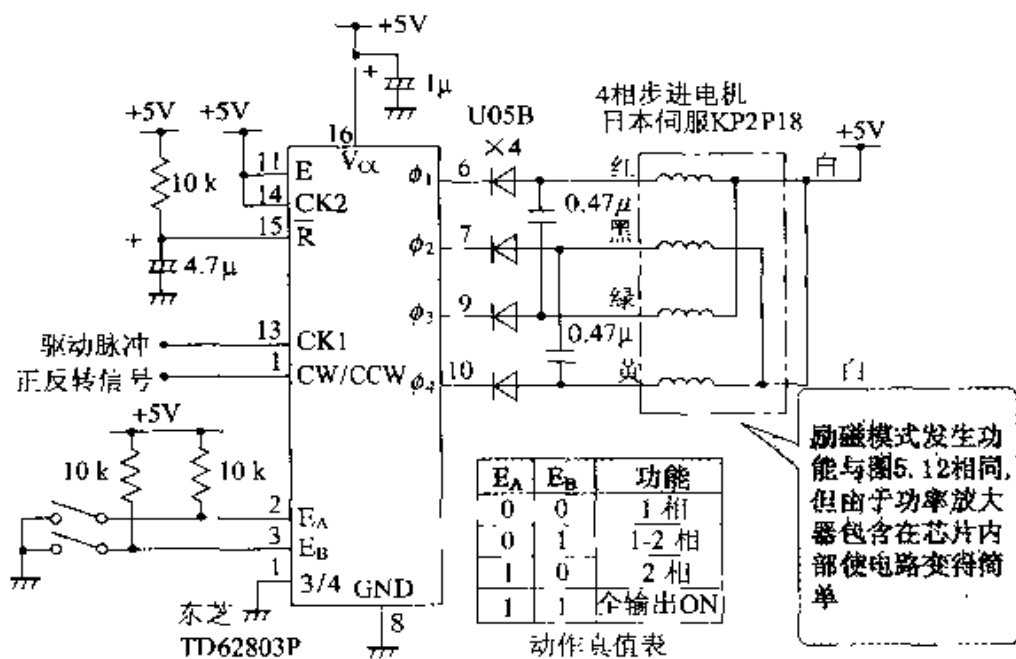 +5V
1μ
4相步进电机
日本伺服KP2P18
+5V
+5V
U05B
×4
+5V
16
Vcc
11
E
ϕ1
6
红
白
10 k
14
CK2
0.47μ
15
R̅
黑
ϕ2
7
4.7μ
绿
ϕ3
9
0.47μ
驱动脉冲
13
CK1
正反转信号
1
CW/CCW
ϕ4
10
黄
白
+5V
10 k
10 k
2
EA
3
EB
1
3/4
GND
8
东芝
TD62803P
EA EB 功能
0 0 1相
0 1 1-2相
1 0 2相
1 1 全输出ON
动作真值表
励磁模式发生功
能与图5.12相同,
但由于功率放大
器包含在芯片内
部使电路变得简
单